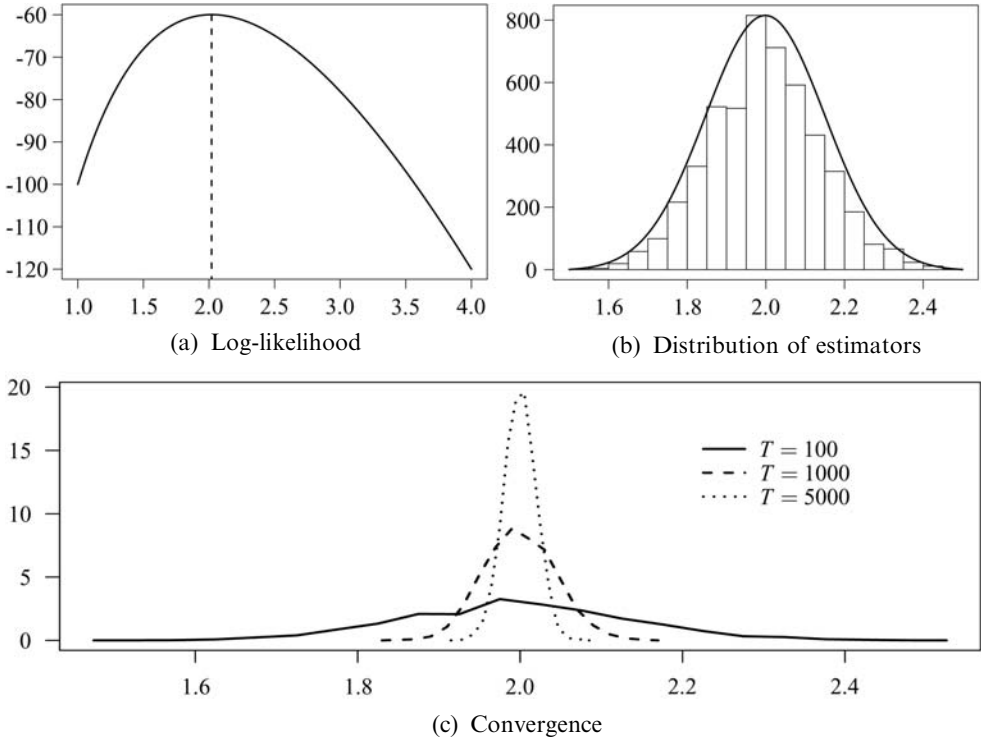 -60
-70
-80
-90
-100
-110
-120
1.0 1.5 2.0 2.5 3.0 3.5 4.0
(a) Log-likelihood
800
600
400
200
0
1.6 1.8 2.0 2.2 2.4
(b) Distribution of estimators
20
15
10
5
0
T = 100
T = 1000
T = 5000
1.6 1.8 2.0 2.2 2.4
(c) Convergence